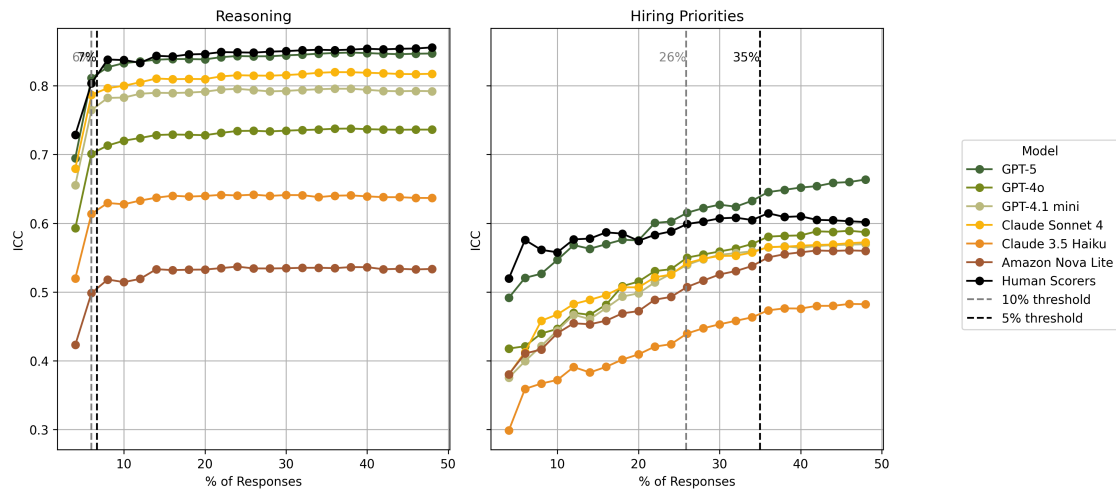 Reasoning
Hiring Priorities
6%
7%
26%
35%
ICC
0.8
0.7
0.6
0.5
0.4
0.3
10
20
30
40
50
% of Responses
ICC
10
20
30
40
50
% of Responses
Model
GPT-5
GPT-4o
GPT-4.1 mini
Claude Sonnet 4
Claude 3.5 Haiku
Amazon Nova Lite
Human Scorers
10% threshold
5% threshold